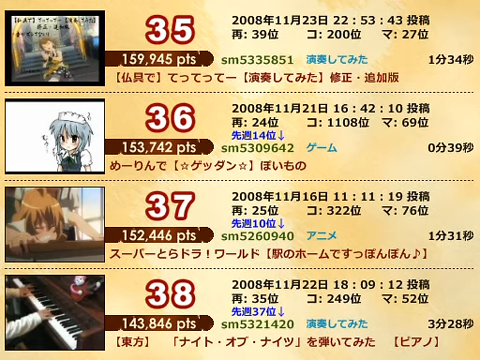 35
2008年11月23日 22：53：43 投稿
再: 39位 コ: 200位 マ: 27位
159,945 pts sm5335851 演奏してみた 1分34秒
【仏具で】てってってー【演奏してみた】修正・追加版
36
2008年11月21日 16：42：10 投稿
再: 24位 コ: 1108位 マ: 69位
先週14位↓
153,742 pts sm5309642 ゲーム 0分39秒
めーりんで【☆ゲッダン☆】ぽいもの
37
2008年11月16日 11：11：19 投稿
再: 25位 コ: 322位 マ: 76位
先週10位↓
152,446 pts sm5260940 アニメ 1分31秒
スーパーとらドラ！ワールド【駅のホームですっぽんぽん♪】
38
2008年11月22日 18：09：12 投稿
再: 35位 コ: 249位 マ: 52位
先週37位↓
143,846 pts sm5321420 演奏してみた 3分28秒
【東方】 「ナイト・オブ・ナイツ」を弾いてみた 【ピアノ】